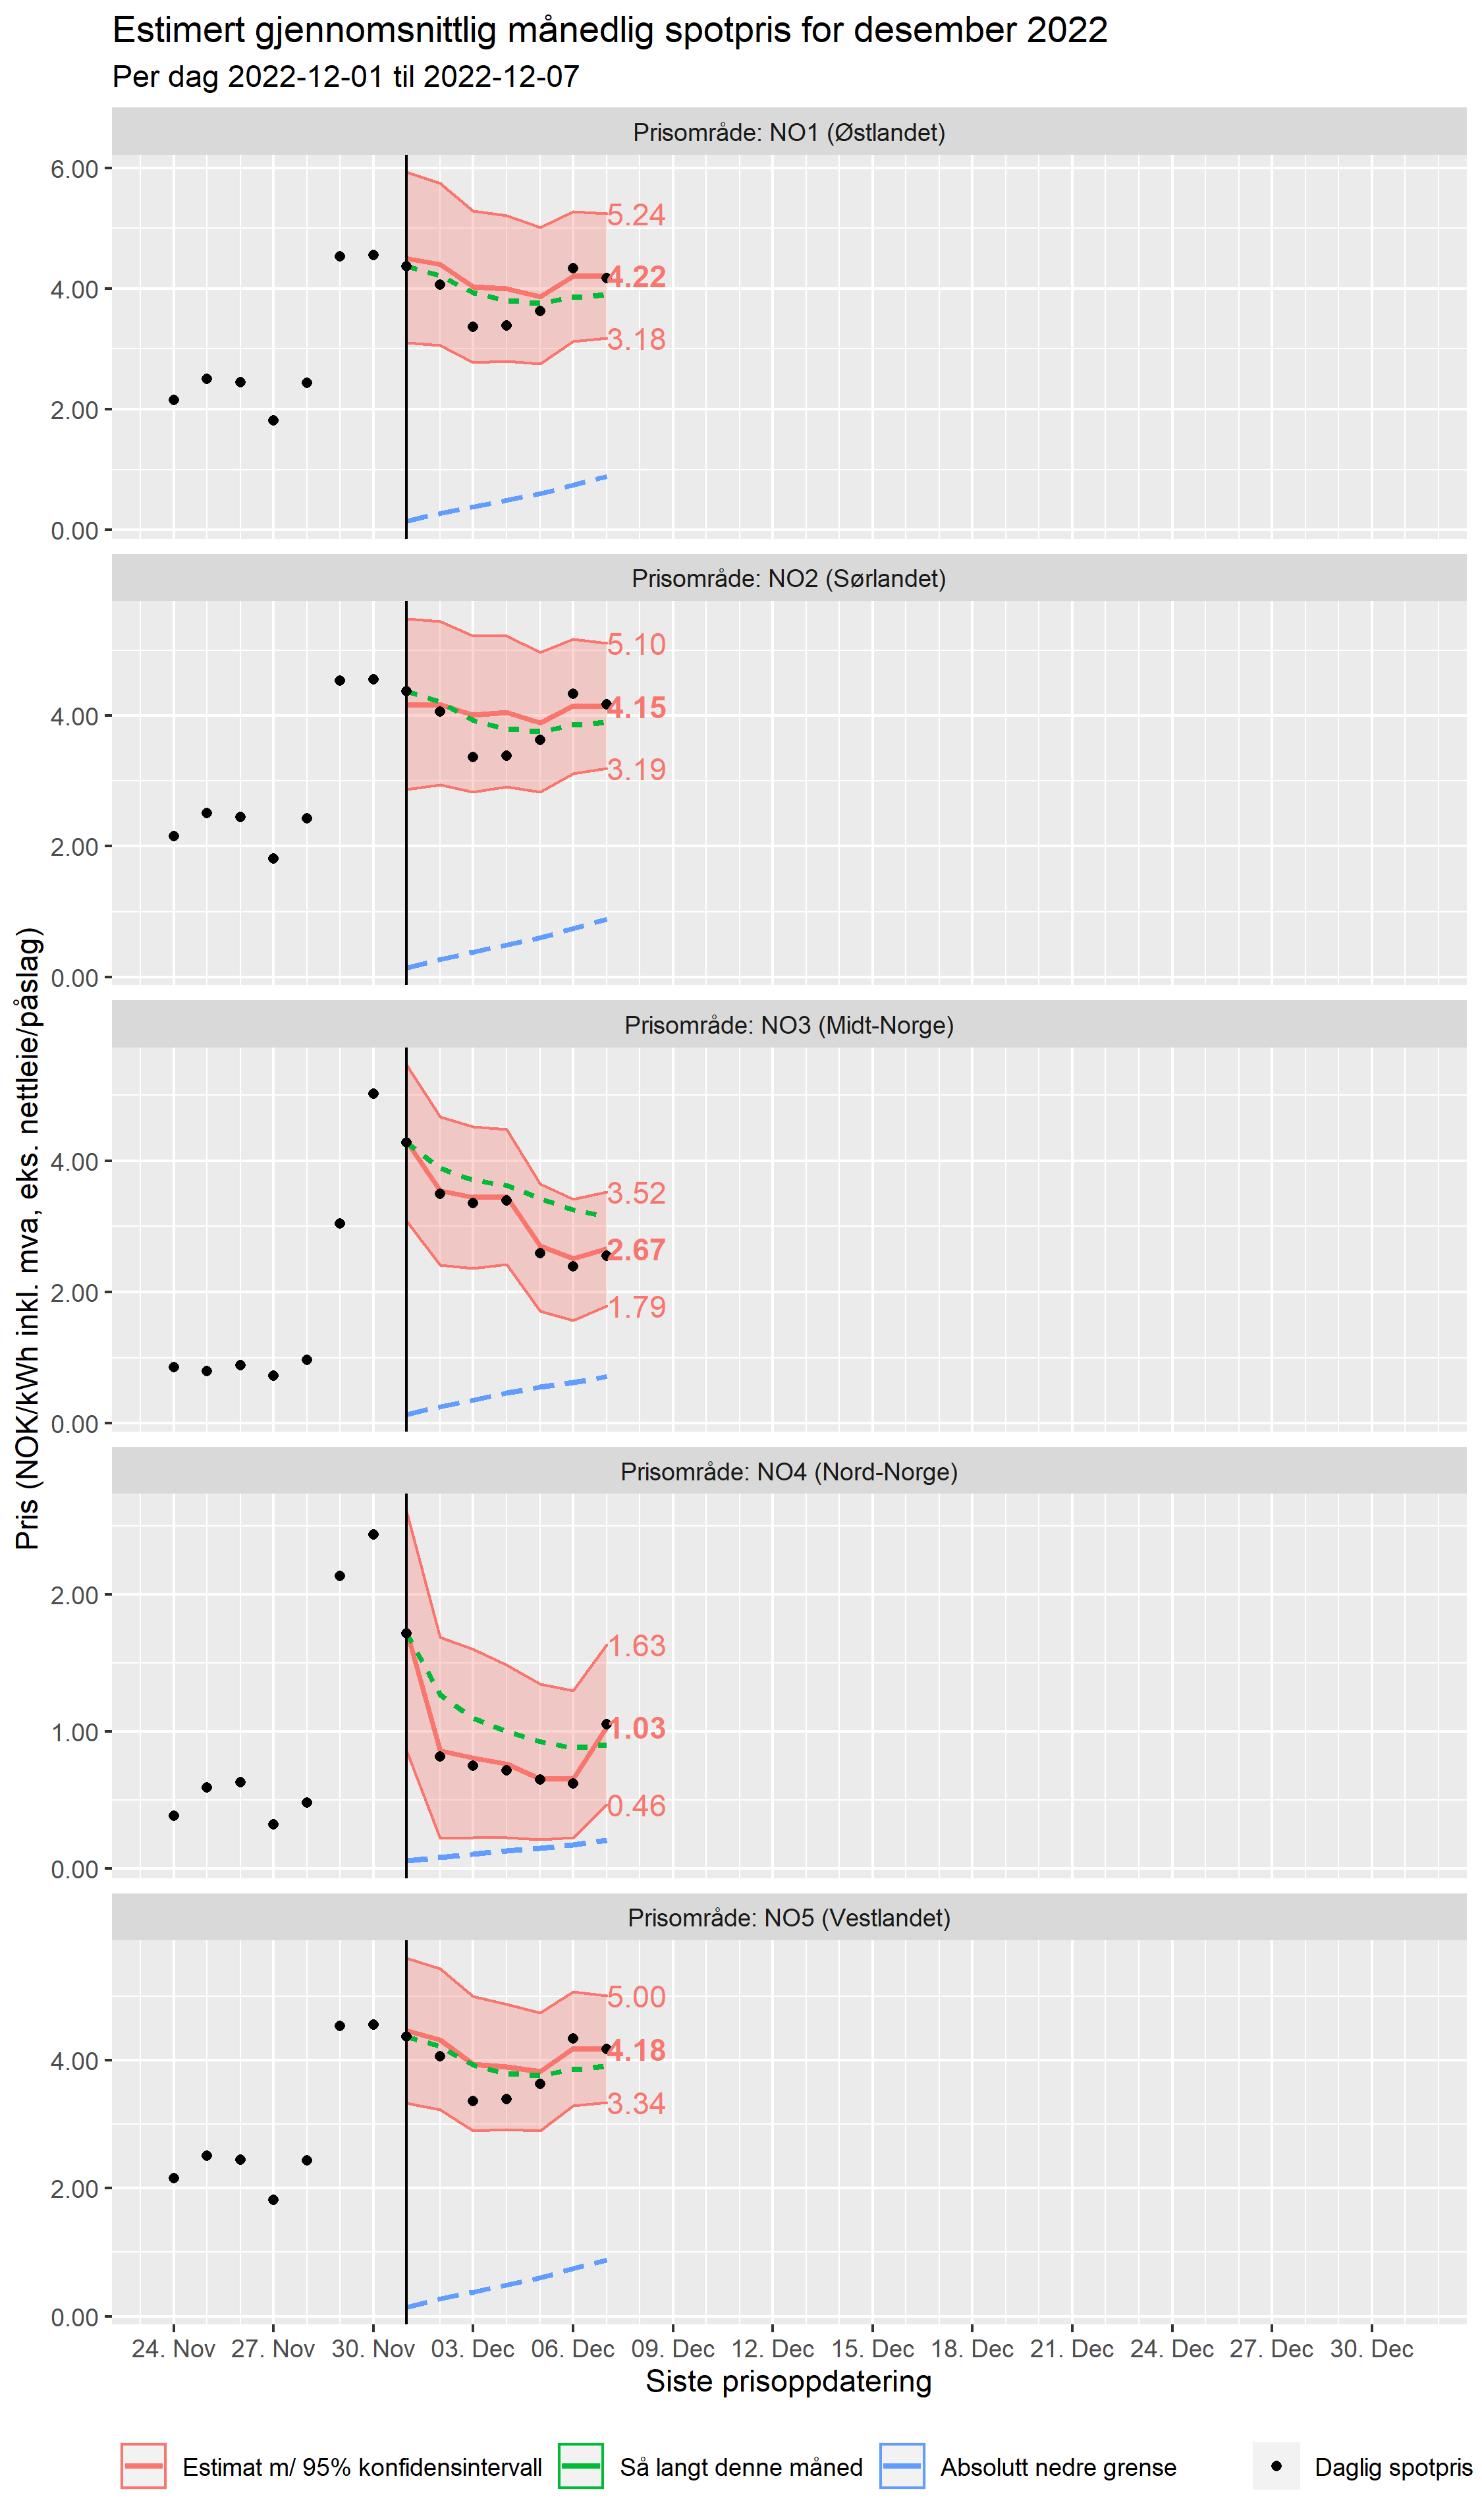 Estimert gjennomsnittlig månedlig spotpris for desember 2022
Per dag 2022-12-01 til 2022-12-07
Pris (NOK/kWh inkl. mva, eks. nettleie/påslag)
Prisområde: NO1 (Østlandet)
6.00
4.00
2.00
0.00
5.24
4.22
3.18
Prisområde: NO2 (Sørlandet)
4.00
2.00
0.00
5.10
4.15
3.19
Prisområde: NO3 (Midt-Norge)
4.00
2.00
0.00
3.52
2.67
1.79
Prisområde: NO4 (Nord-Norge)
2.00
1.00
0.00
1.63
1.03
0.46
Prisområde: NO5 (Vestlandet)
4.00
2.00
0.00
5.00
4.18
3.34
24. Nov 27. Nov 30. Nov 03. Dec 06. Dec 09. Dec 12. Dec 15. Dec 18. Dec 21. Dec 24. Dec 27. Dec 30. Dec
Siste prisoppdatering
Estimat m/ 95% konfidensintervall Så langt denne måned Absolutt nedre grense Daglig spotpris